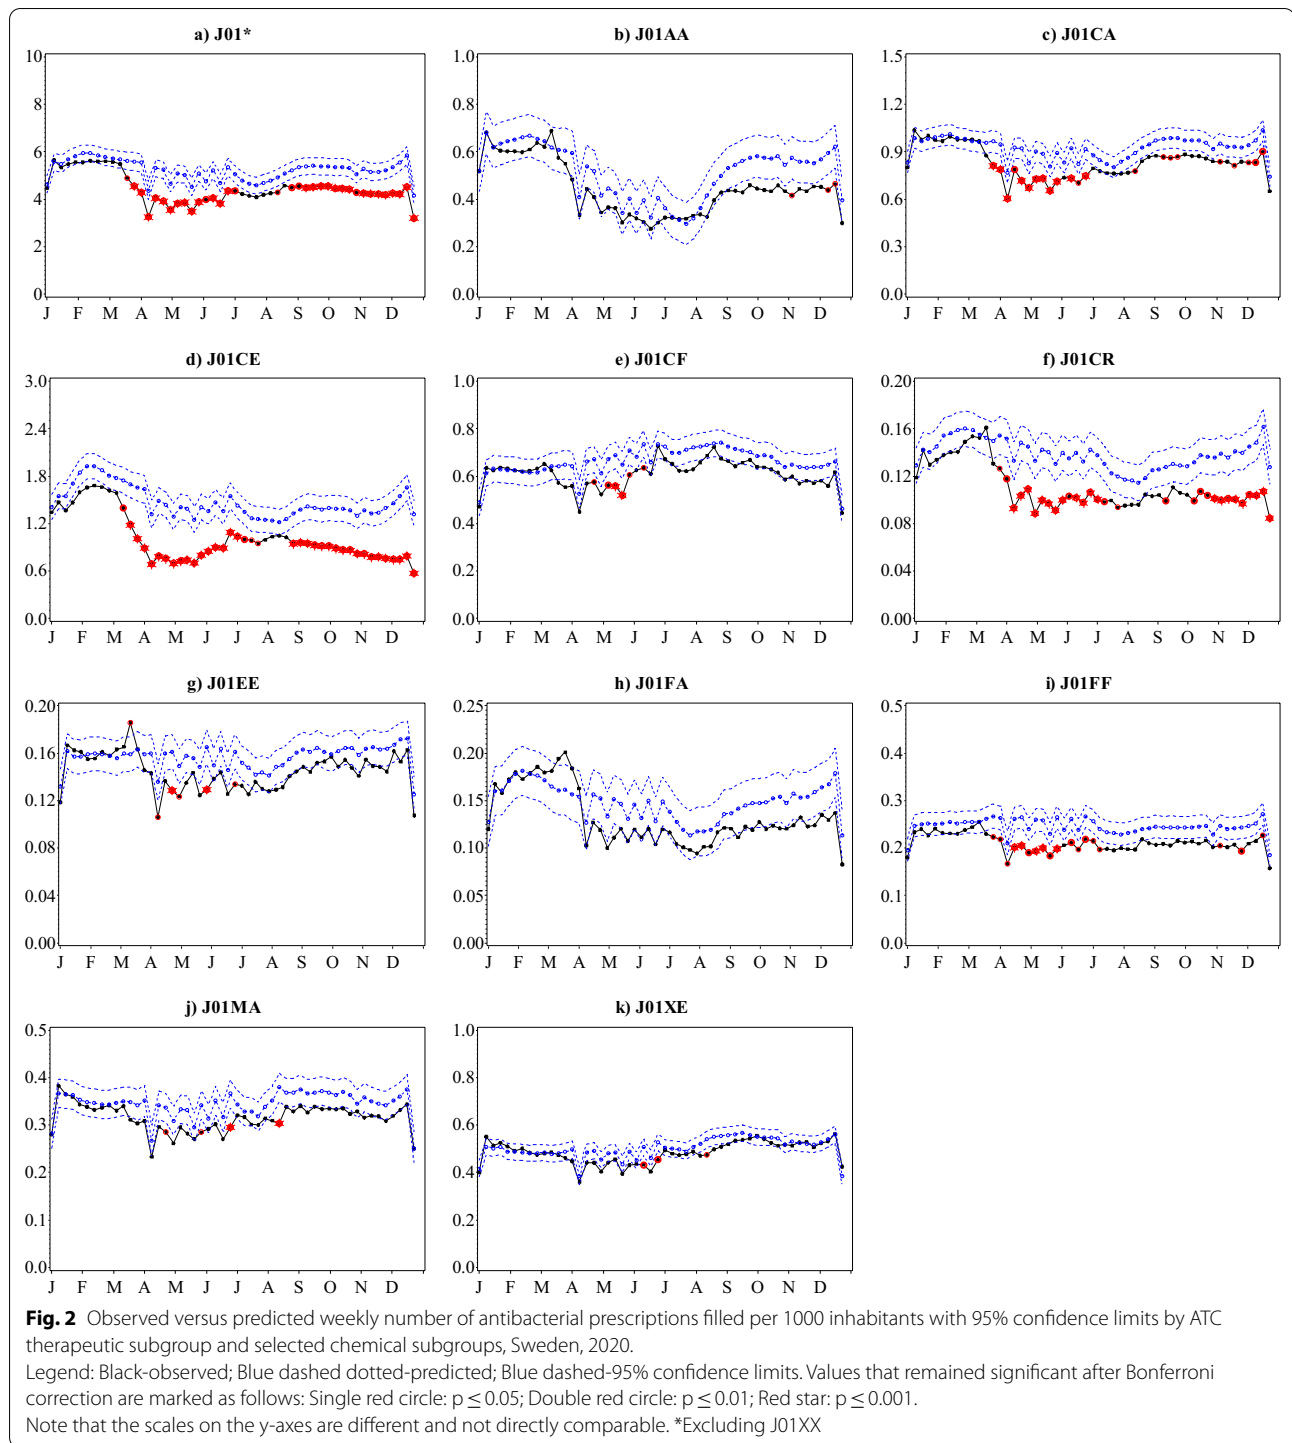 a) J01*
10
8
6
4
2
0
J F M A M J J A S O N D
b) J01AA
1.0
0.8
0.6
0.4
0.2
0.0
J F M A M J J A S O N D
c) J01CA
1.5
1.2
0.9
0.6
0.3
0.0
J F M A M J J A S O N D
d) J01CE
3.0
2.4
1.8
1.2
0.6
0.0
J F M A M J J A S O N D
e) J01CF
1.0
0.8
0.6
0.4
0.2
0.0
J F M A M J J A S O N D
f) J01CR
0.20
0.16
0.12
0.08
0.04
0.00
J F M A M J J A S O N D
g) J01EE
0.20
0.16
0.12
0.08
0.04
0.00
J F M A M J J A S O N D
h) J01FA
0.25
0.20
0.15
0.10
0.05
0.00
J F M A M J J A S O N D
i) J01FF
0.5
0.4
0.3
0.2
0.1
0.0
J F M A M J J A S O N D
j) J01MA
0.5
0.4
0.3
0.2
0.1
0.0
J F M A M J J A S O N D
k) J01XE
1.0
0.8
0.6
0.4
0.2
0.0
J F M A M J J A S O N D
Fig. 2 Observed versus predicted weekly number of antibacterial prescriptions filled per 1000 inhabitants with 95% confidence limits by ATC
therapeutic subgroup and selected chemical subgroups, Sweden, 2020.
Legend: Black-observed; Blue dashed dotted-predicted; Blue dashed-95% confidence limits. Values that remained significant after Bonferroni
correction are marked as follows: Single red circle: p ≤ 0.05; Double red circle: p ≤ 0.01; Red star: p ≤ 0.001.
Note that the scales on the y-axes are different and not directly comparable. *Excluding J01XX